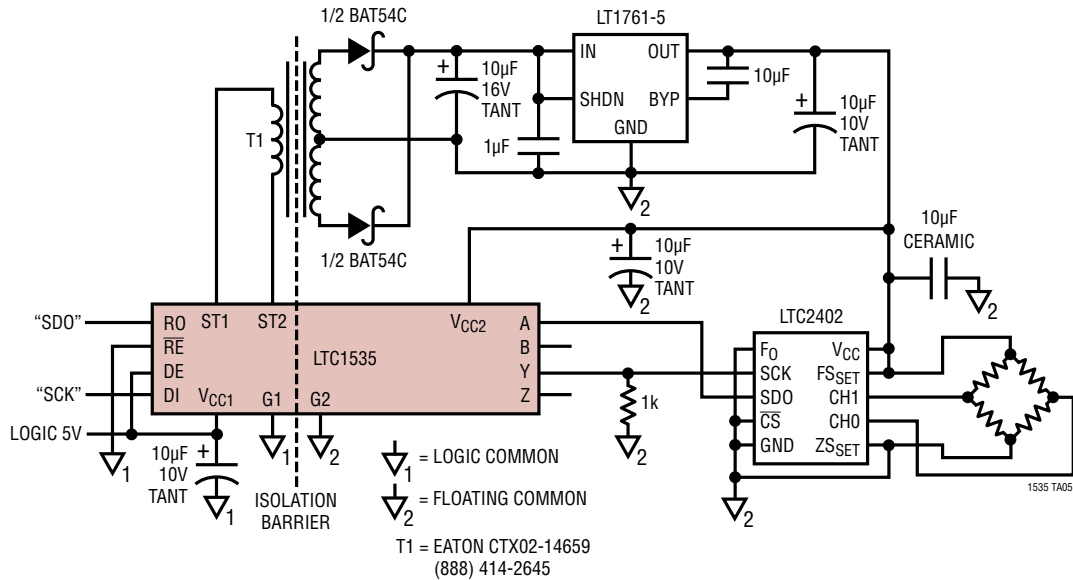 1/2 BAT54C
LT1761-5
IN
OUT
SHDN
BYP
GND
+
10µF
16V
TANT
1µF
10µF
+
10µF
10V
TANT
2
T1
1/2 BAT54C
+
10µF
10V
TANT
2
10µF
CERAMIC
2
"SDO"
"SCK"
LOGIC 5V
RO
RE
DE
DI
ST1
ST2
VCC1
G1
G2
LTC1535
VCC2
A
B
Y
Z
1
+
10µF
10V
TANT
1
1
2
ISOLATION
BARRIER
1k
2
LTC2402
FO
SCK
SDO
CS
GND
VCC
FSSET
CH1
CH0
ZSSET
2
1 = LOGIC COMMON
2 = FLOATING COMMON
T1 = EATON CTX02-14659
(888) 414-2645
1535 TA05